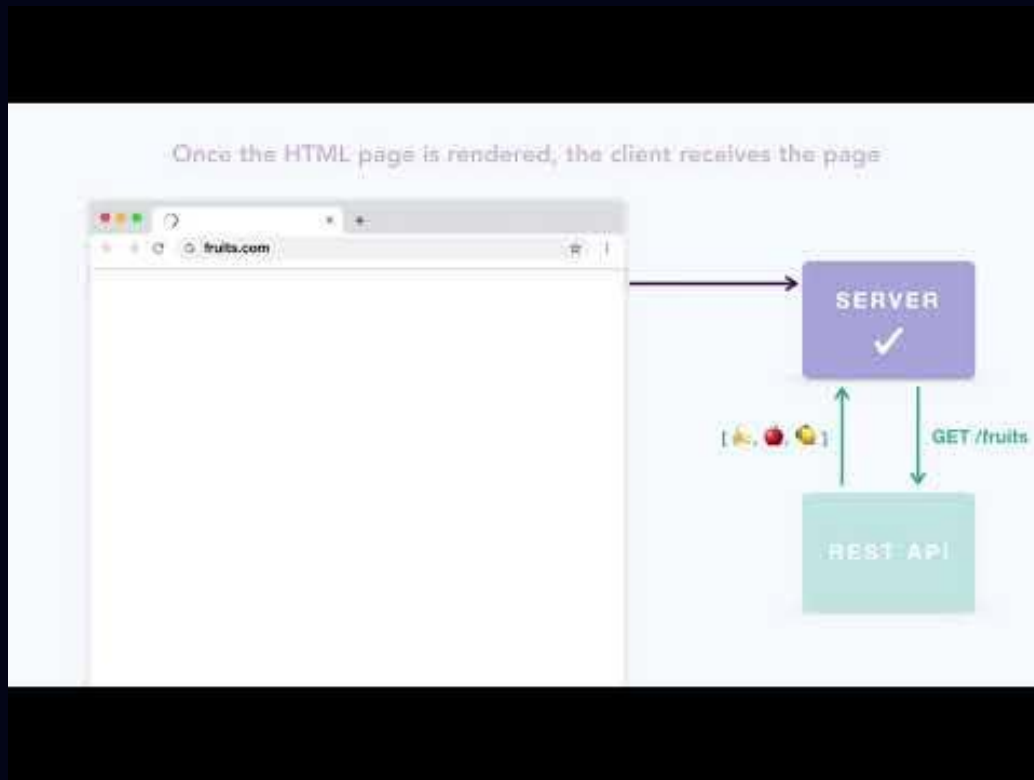 Once the HTML page is rendered, the client receives the page
fruits.com
SERVER
[🍌, 🍎, 🍋]
GET /fruits
REST API